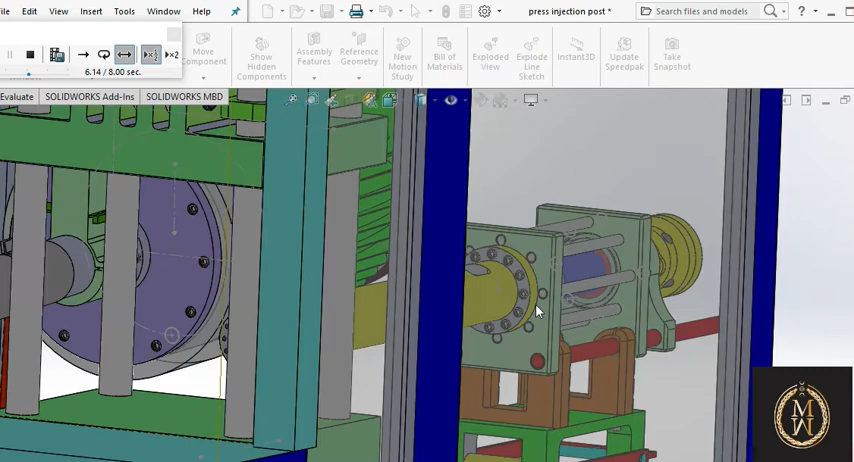 File Edit View Insert Tools Window Help
press injection post *
Search files and models
6.14 / 8.00 sec.
Move Component
Show Hidden Components
Assembly Features
Reference Geometry
New Motion Study
Bill of Materials
Exploded View
Explode Line Sketch
Instant3D
Update Speedpak
Take Snapshot
Evaluate SOLIDWORKS Add-Ins SOLIDWORKS MBD
M